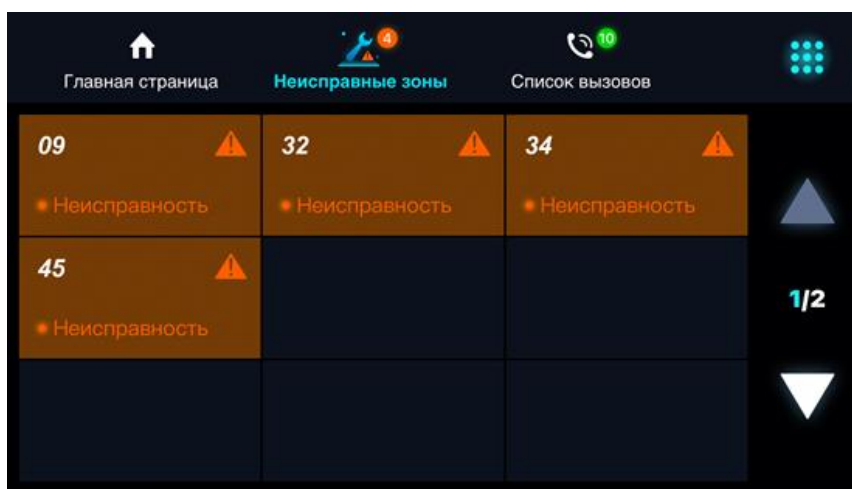 4
10
Главная страница
Неисправные зоны
Список вызовов
09
32
34
Неисправность
Неисправность
Неисправность
45
Неисправность
1/2